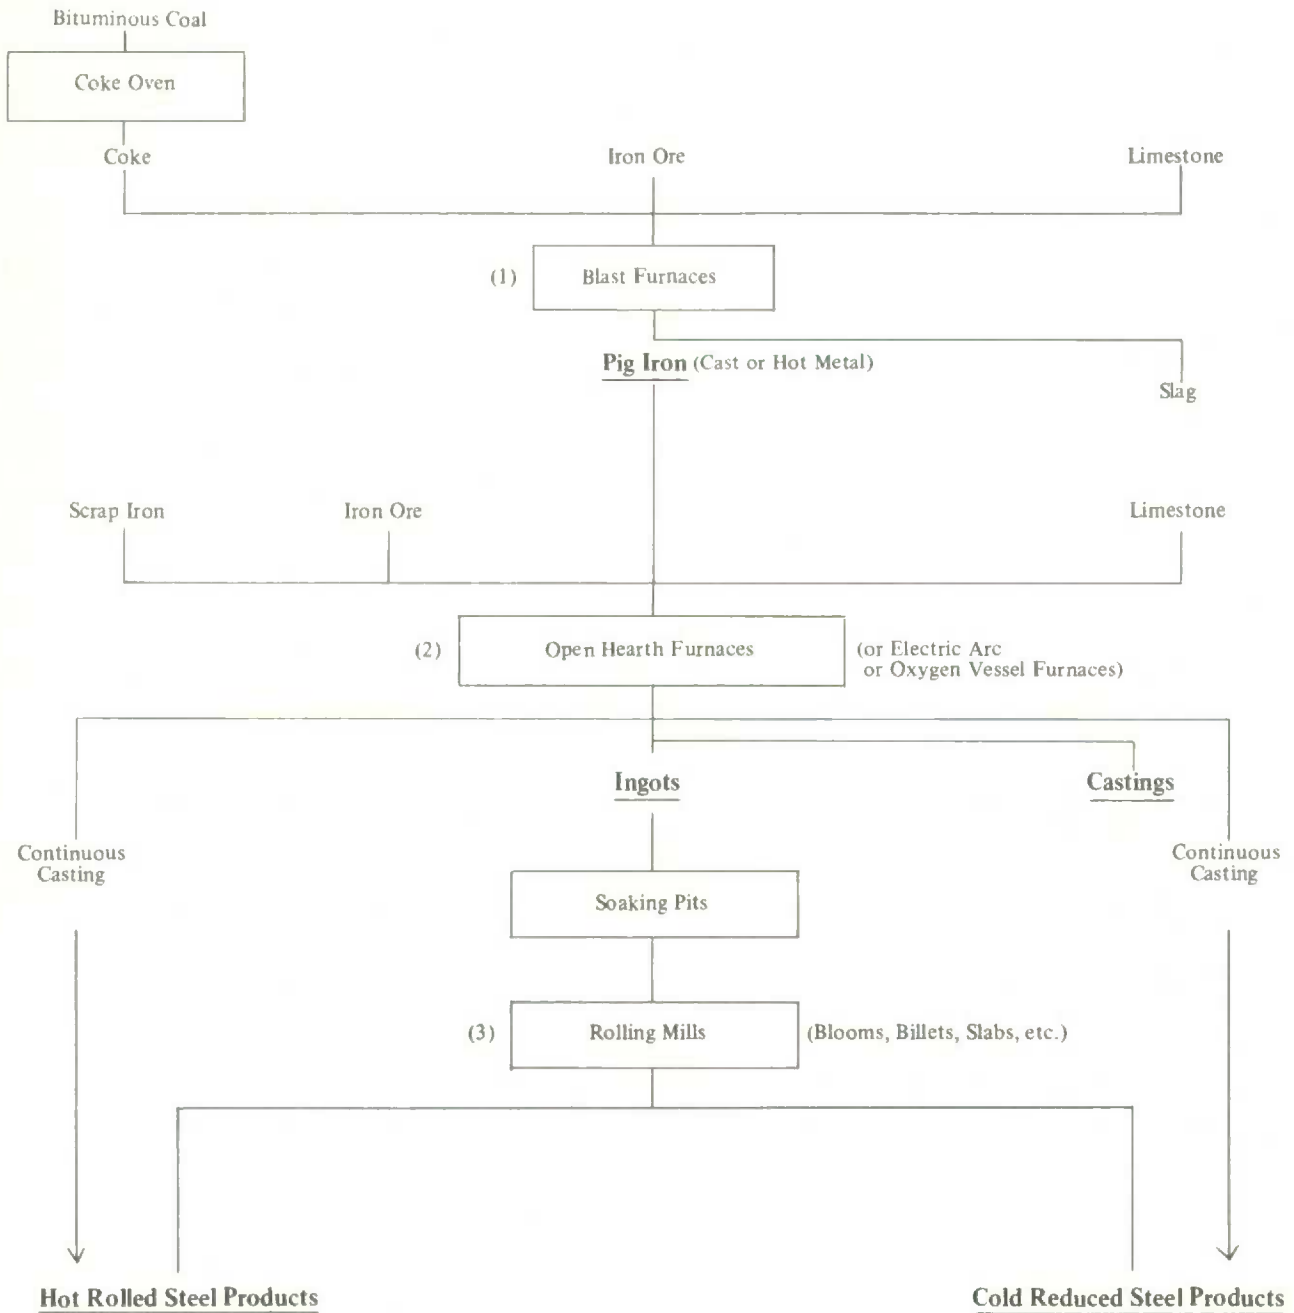 Bituminous Coal
Coke Oven
Coke
Iron Ore
Limestone
(1)
Blast Furnaces
Pig Iron (Cast or Hot Metal)
Slag
Scrap Iron
Iron Ore
Limestone
(2)
Open Hearth Furnaces
(or Electric Arc
or Oxygen Vessel Furnaces)
Ingots
Castings
Continuous
Casting
Continuous
Casting
Soaking Pits
(3)
Rolling Mills
(Blooms, Billets, Slabs, etc.)
Hot Rolled Steel Products
Cold Reduced Steel Products